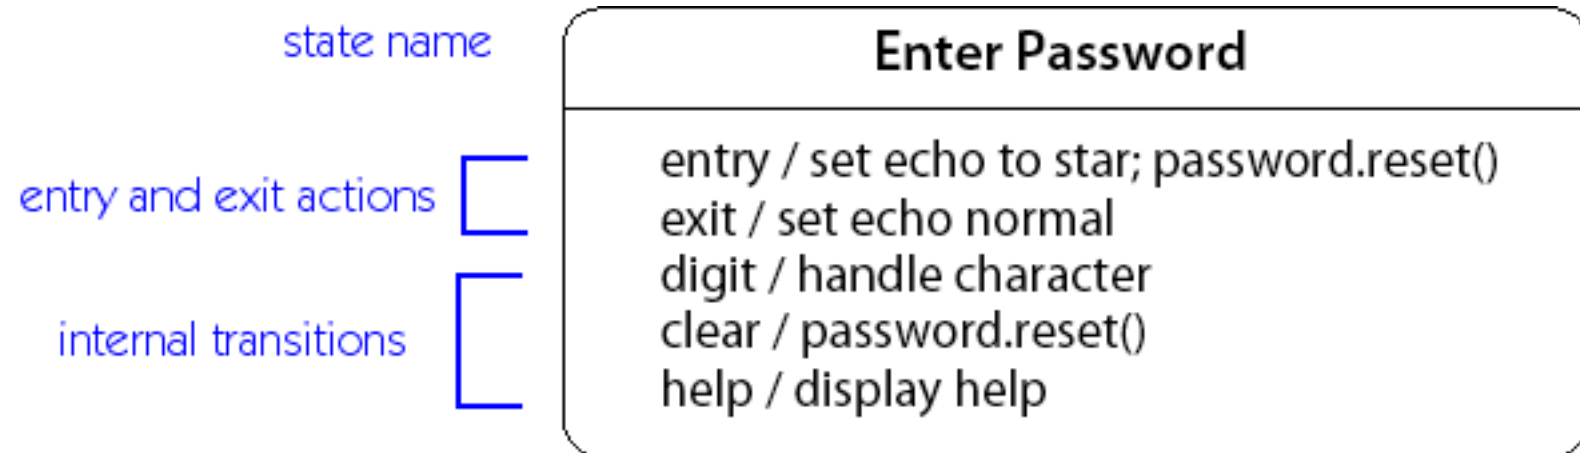 state name
Enter Password
entry and exit actions
entry / set echo to star; password.reset()
exit / set echo normal
internal transitions
digit / handle character
clear / password.reset()
help / display help